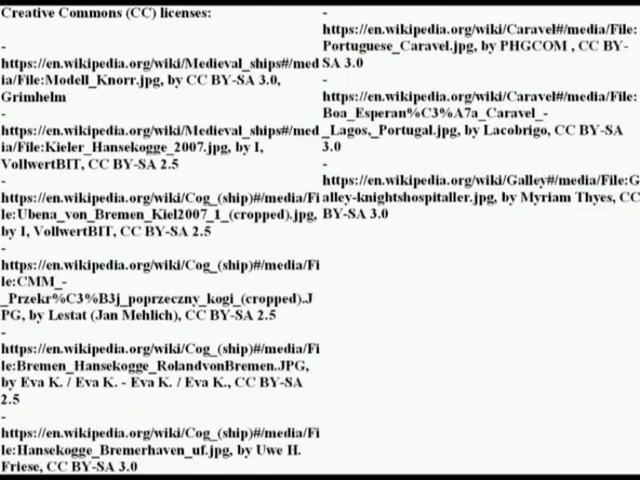 Creative Commons (CC) licenses:
-
https://en.wikipedia.org/wiki/Medieval_ships#/med
ia/File:Modell_Knorr.jpg, by CC BY-SA 3.0,
Grimhelm
-
https://en.wikipedia.org/wiki/Medieval_ships#/med
ia/File:Kieler_Hansekogge_2007.jpg, by I,
VollwertBIT, CC BY-SA 2.5
-
https://en.wikipedia.org/wiki/Cog_(ship)#/media/Fi
le:Ubena_von_Bremen_Kiel2007_1_(cropped).jpg,
by I, VollwertBIT, CC BY-SA 2.5
-
https://en.wikipedia.org/wiki/Cog_(ship)#/media/Fi
le:CMM_-
_Przekr%C3%B3j_poprzeczny_kogi_(cropped).J
PG, by Lestat (Jan Mehlich), CC BY-SA 2.5
-
https://en.wikipedia.org/wiki/Cog_(ship)#/media/Fi
le:Bremen_Hansekogge_RolandvonBremen.JPG,
by Eva K. / Eva K. - Eva K. / Eva K., CC BY-SA
2.5
-
https://en.wikipedia.org/wiki/Cog_(ship)#/media/Fi
le:Hansekogge_Bremerhaven_uf.jpg, by Uwe H.
Friese, CC BY-SA 3.0
-
https://en.wikipedia.org/wiki/Caravel#/media/File:
Portuguese_Caravel.jpg, by PHGCOM , CC BY-
SA 3.0
-
https://en.wikipedia.org/wiki/Caravel#/media/File:
Boa_Esperan%C3%A7a_Caravel_-
_Lagos,_Portugal.jpg, by Lacobrigo, CC BY-SA
3.0
-
https://en.wikipedia.org/wiki/Galley#/media/File:G
alley-knightshospitaller.jpg, by Myriam Thyes, CC
BY-SA 3.0